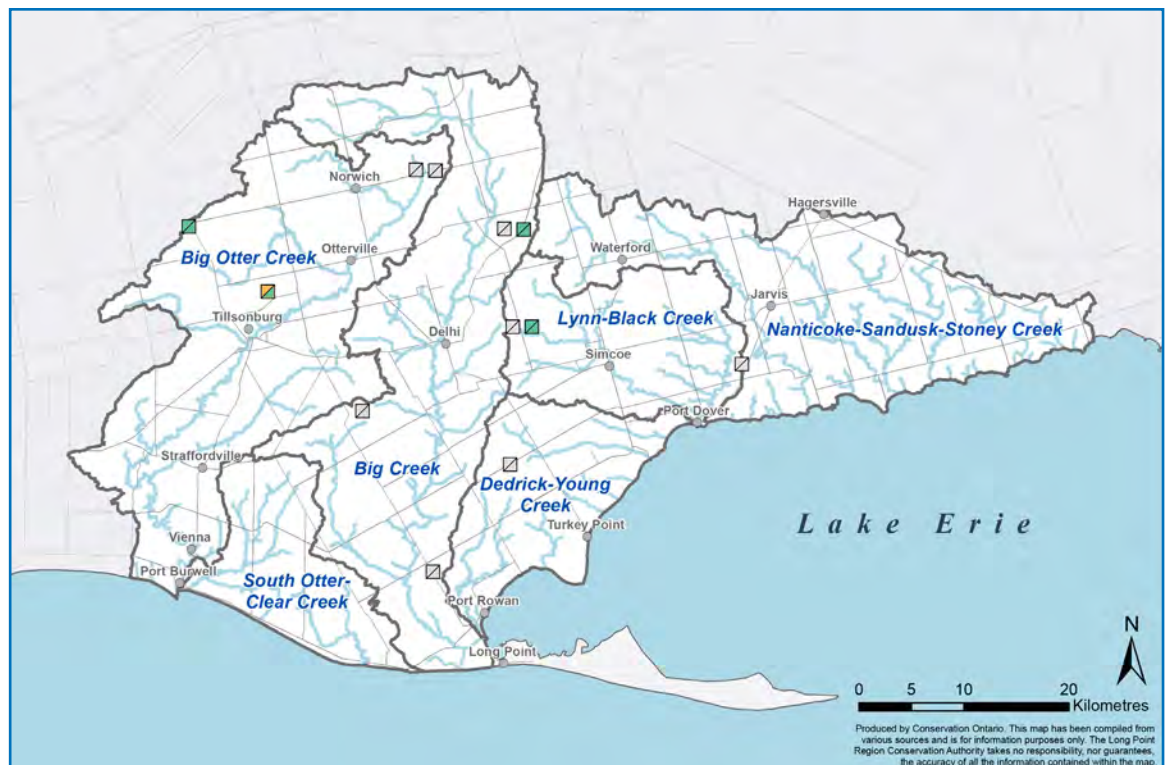 Hagersville
Norwich
Waterford
Otterville
Big Otter Creek
Jarvis
Tillsonburg
Lynn-Black Creek
Nanticoke-Sandusk-Stoney Creek
Delhi
Simcoe
Port Dover
Straffordville
Big Creek
Dedrick-Young
Creek
Turkey Point
Lake Erie
Vienna
Port Burwell
South Otter-
Clear Creek
Port Rowan
Long Point
N
0 5 10 20
Kilometres
Produced by Conservation Ontario. This map has been compiled from
various sources and is for information purposes only. The Long Point
Region Conservation Authority takes no responsibility, nor guarantees,
the accuracy of all the information contained within the map